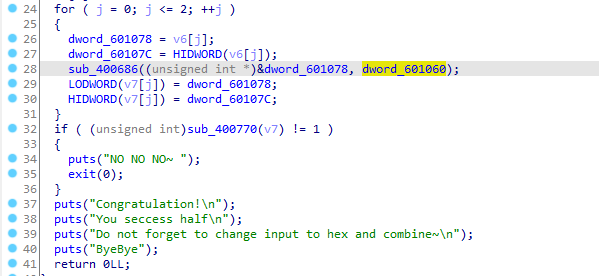 24 for ( j = 0; j <= 2; ++j )
25 {
26 dword_601078 = v6[j];
27 dword_60107C = HIDWORD(v6[j]);
28 sub_400686((unsigned int *)&dword_601078, dword_601060);
29 LODWORD(v7[j]) = dword_601078;
30 HIDWORD(v7[j]) = dword_60107C;
31 }
32 if ( (unsigned int)sub_400770(v7) != 1 )
33 {
34 puts("NO NO NO~ ");
35 exit(0);
36 }
37 puts("Congratulation!\n");
38 puts("You seccess half\n");
39 puts("Do not forget to change input to hex and combine~\n");
40 puts("ByeBye");
41 return 0LL;